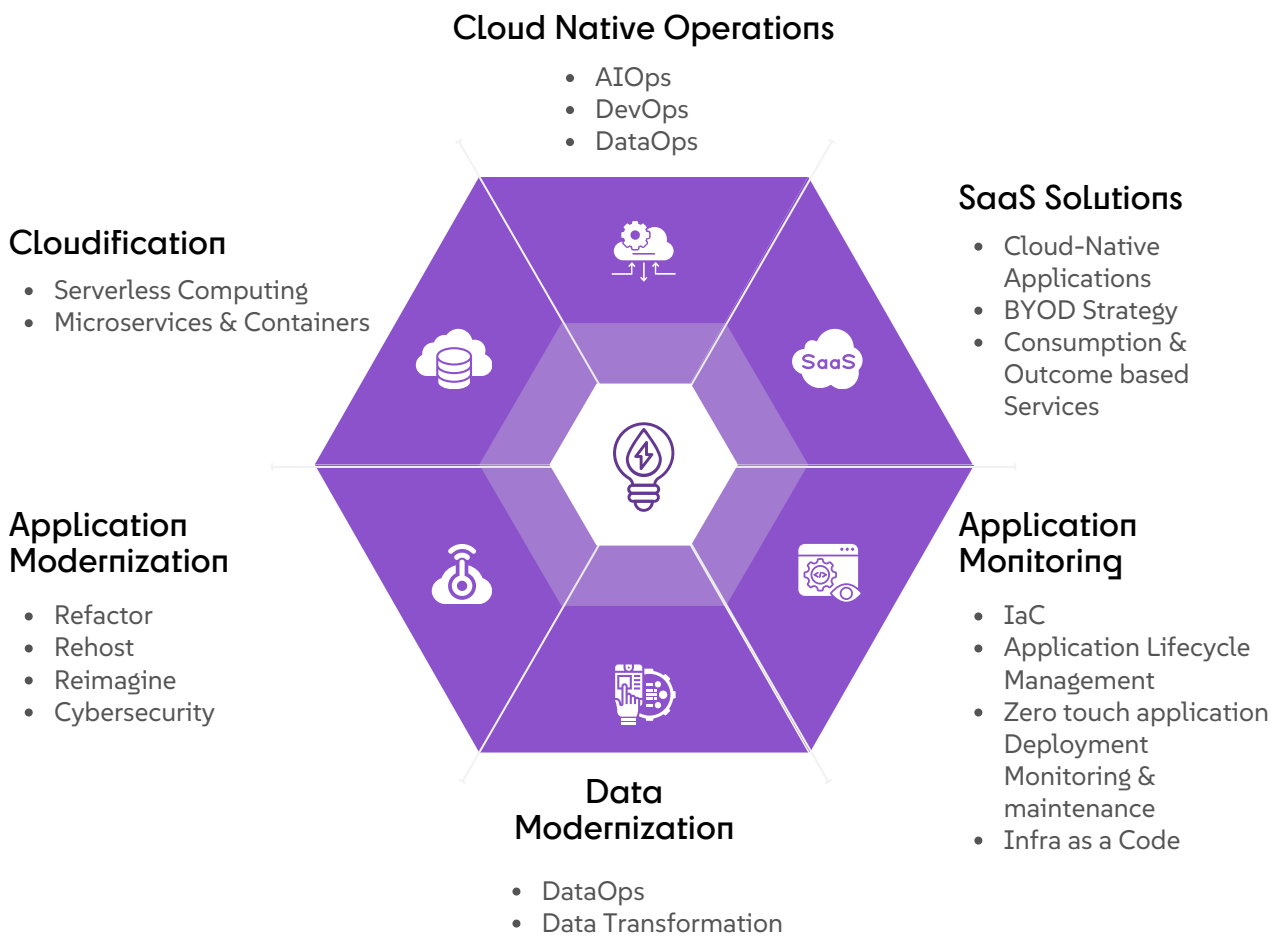 Cloud Native Operations
• AIOps
• DevOps
• DataOps
SaaS Solutions
• Cloud-Native
Applications
• BYOD Strategy
• Consumption &
Outcome based
Services
Cloudification
• Serverless Computing
• Microservices & Containers
SaaS
Application
Modernization
• Refactor
• Rehost
• Reimagine
• Cybersecurity
Application
Monitoring
• IaC
• Application Lifecycle
Management
• Zero touch application
Deployment
Monitoring &
maintenance
• Infra as a Code
</>
Data
Modernization
• DataOps
• Data Transformation